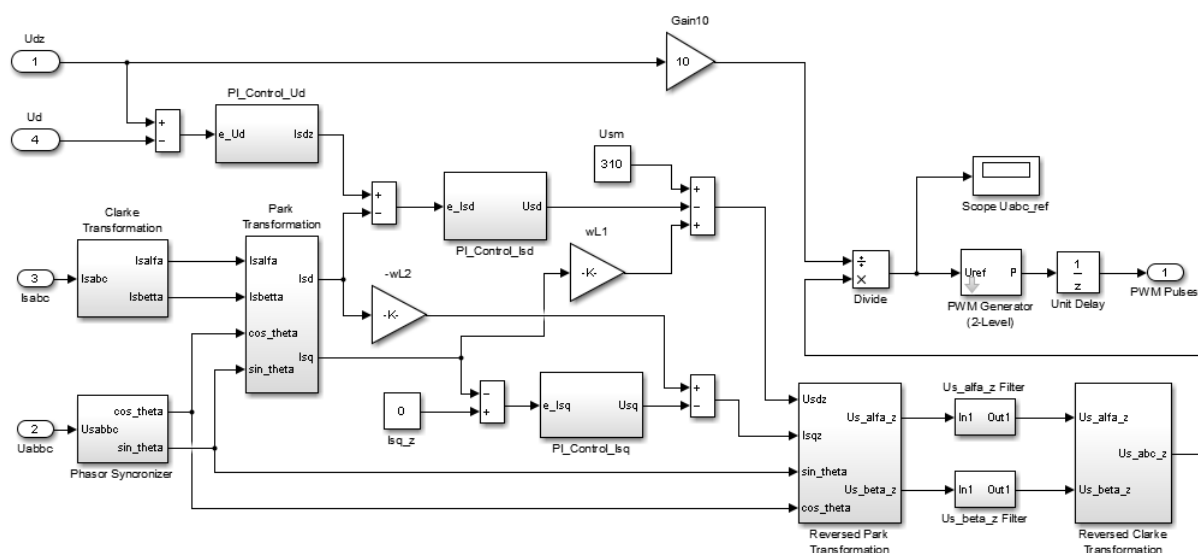 Gain10
Udz
1
10
PI_Control_Ud
+
−
e_Ud
Isdz
Ud
4
Usm
310
+
−
+
Scope Uabc_ref
+
−
e_Isd
Usd
PI_Control_Isd
Clarke
Transformation
Park
Transformation
wL1
-K-
-wL2
-K-
3
Isabc
Isabc
Isalfa
Isbetta
Isalfa
Isbetta
cos_theta
sin_theta
Isd
Isq
÷
×
Divide
Uref
P
PWM Generator
(2-Level)
1
z
Unit Delay
1
PWM Pulses
−
+
0
Isq_z
e_Isq
Usq
PI_Control_Isq
+
−
2
Uabbc
Usabbc
cos_theta
sin_theta
Phasor Syncronizer
Usdz
Isqz
sin_theta
cos_theta
Us_alfa_z
Us_beta_z
Reversed Park
Transformation
Us_alfa_z Filter
In1
Out1
In1
Out1
Us_beta_z Filter
Us_alfa_z
Us_beta_z
Us_abc_z
Reversed Clarke
Transformation